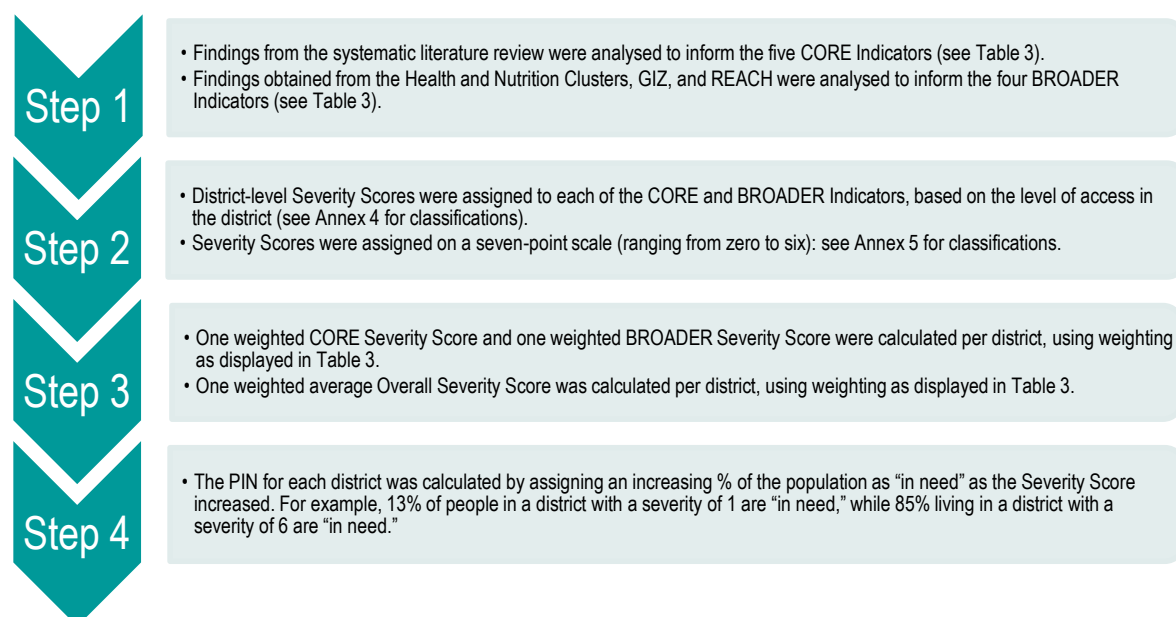 Step 1
• Findings from the systematic literature review were analysed to inform the five CORE Indicators (see Table 3).
• Findings obtained from the Health and Nutrition Clusters, GIZ, and REACH were analysed to inform the four BROADER
Indicators (see Table 3).
Step 2
• District-level Severity Scores were assigned to each of the CORE and BROADER Indicators, based on the level of access in
the district (see Annex 4 for classifications).
• Severity Scores were assigned on a seven-point scale (ranging from zero to six): see Annex 5 for classifications.
Step 3
• One weighted CORE Severity Score and one weighted BROADER Severity Score were calculated per district, using weighting
as displayed in Table 3.
• One weighted average Overall Severity Score was calculated per district, using weighting as displayed in Table 3.
Step 4
• The PIN for each district was calculated by assigning an increasing % of the population as “in need” as the Severity Score
increased. For example, 13% of people in a district with a severity of 1 are “in need,” while 85% living in a district with a
severity of 6 are “in need.”